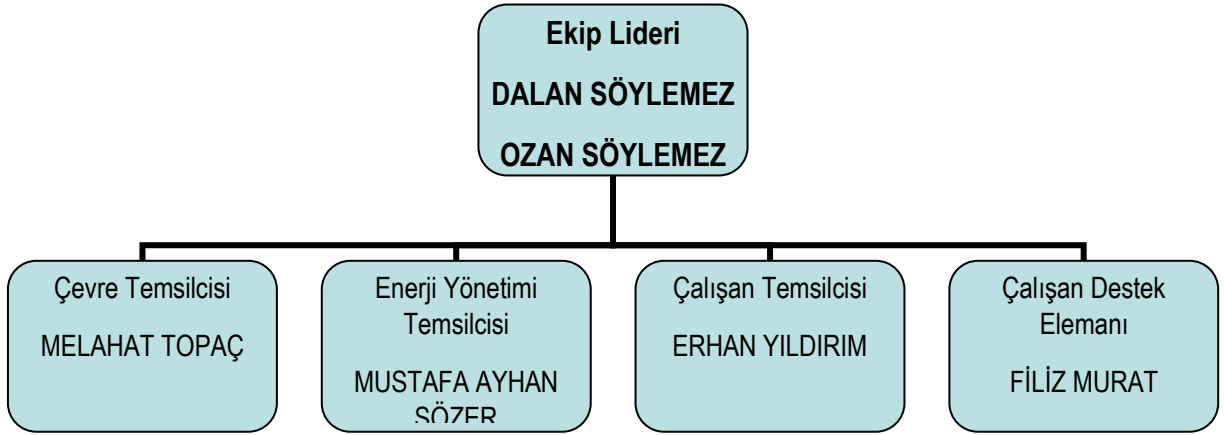 Ekip Lideri
DALAN SÖYLEMEZ
OZAN SÖYLEMEZ
Çevre Temsilcisi
MELAHAT TOPAÇ
Enerji Yönetimi
Temsilcisi
MUSTAFA AYHAN
SÖZER
Çalışan Temsilcisi
ERHAN YILDIRIM
Çalışan Destek
Elemanı
FİLİZ MURAT